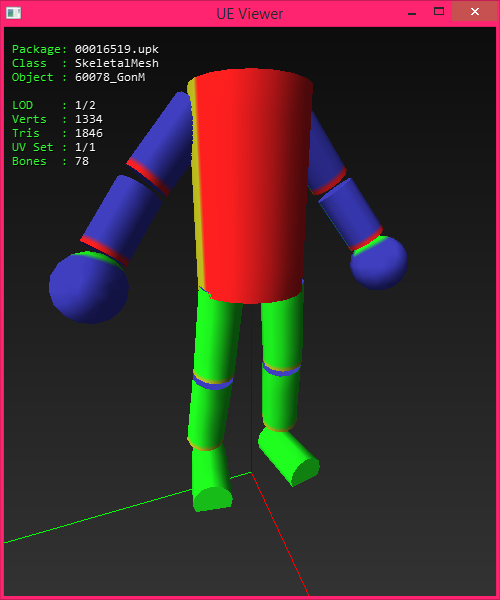 UE Viewer
Package: 00016519.upk
Class  : SkeletalMesh
Object : 60078_GonM
LOD    : 1/2
Verts  : 1334
Tris   : 1846
UV Set : 1/1
Bones  : 78